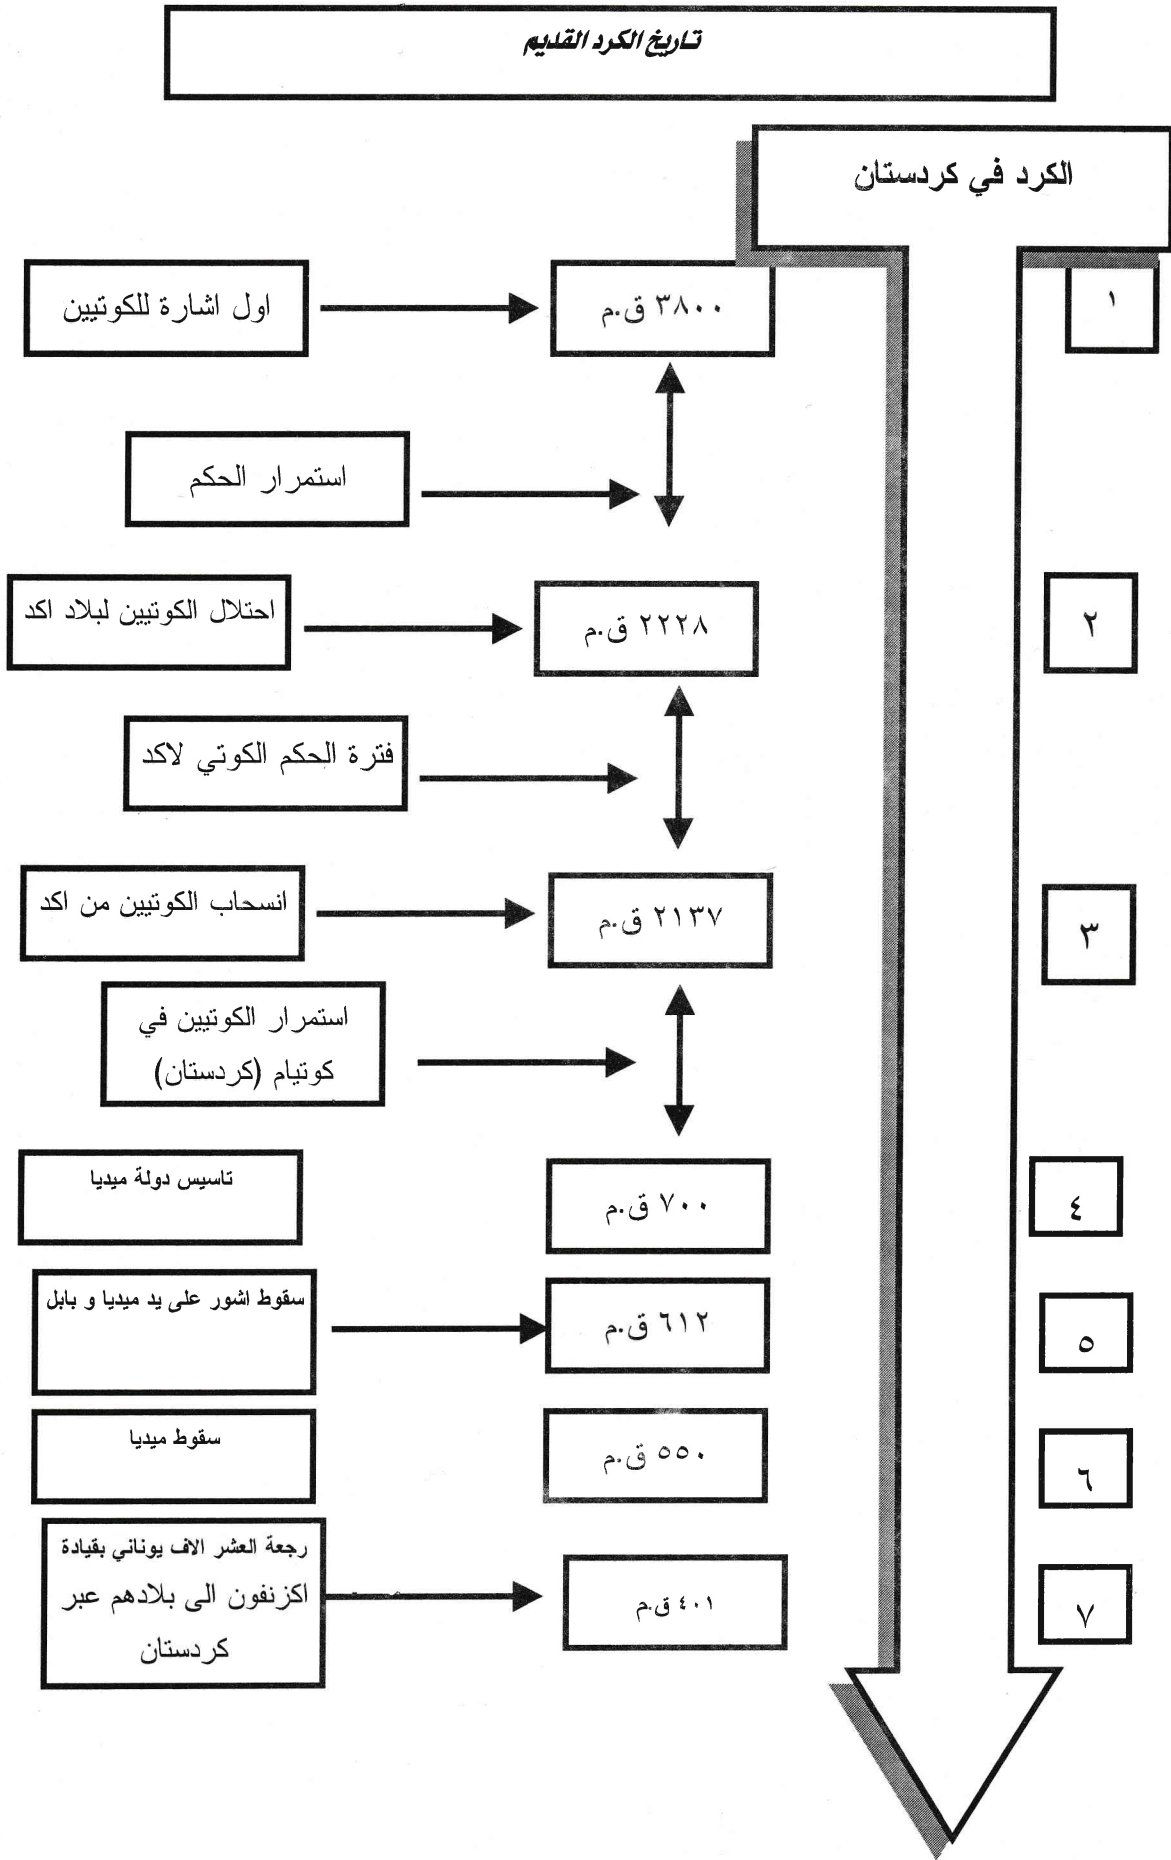 تاريخ الكرد القديم
الكرد في كردستان
١
٣٨٠٠ ق.م
اول اشارة للكوتيين
استمرار الحكم
٢
٢٢٢٨ ق.م
احتلال الكوتيين لبلاد اكد
فترة الحكم الكوتي لاكد
٣
٢١٣٧ ق.م
انسحاب الكوتيين من اكد
استمرار الكوتيين في
كوتيام (كردستان)
٤
٧٠٠ ق.م
تاسيس دولة ميديا
٥
٦١٢ ق.م
سقوط اشور على يد ميديا و بابل
٦
٥٥٠ ق.م
سقوط ميديا
٧
٤٠١ ق.م
رجعة العشر الاف يوناني بقيادة
اكزنفون الى بلادهم عبر
كردستان